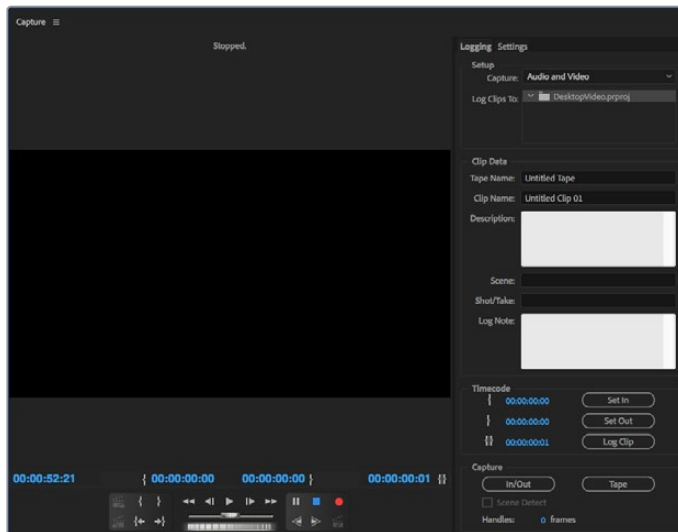 Capture
Stopped.
Logging Settings
Setup
Capture: Audio and Video
Log Clips To: DesktopVideo.prproj
Clip Data
Tape Name: Untitled Tape
Clip Name: Untitled Clip 01
Description:
Scene:
Shot/Take:
Log Note:
Timecode
{ 00:00:00:00 Set In
} 00:00:00:00 Set Out
{} 00:00:00:01 Log Clip
00:00:52:21 { 00:00:00:00 00:00:00:00 } 00:00:00:01 {}
Capture
In/Out Tape
Scene Detect
Handles: 0 frames